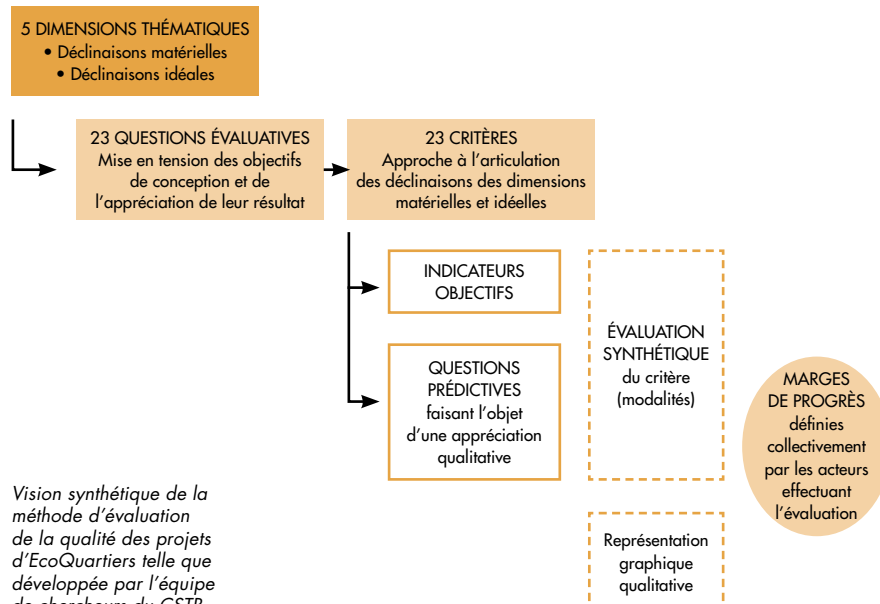 5 DIMENSIONS THÉMATIQUES
• Déclinaisons matérielles
• Déclinaisons idéales
23 QUESTIONS ÉVALUATIVES
Mise en tension des objectifs
de conception et de
l'appréciation de leur résultat
23 CRITÈRES
Approche à l'articulation
des déclinaisons des dimensions
matérielles et idéelles
INDICATEURS
OBJECTIFS
QUESTIONS
PRÉDICTIVES
faisant l'objet
d'une appréciation
qualitative
ÉVALUATION
SYNTHÉTIQUE
du critère
(modalités)
MARGES
DE PROGRÈS
définies
collectivement
par les acteurs
effectuant
l'évaluation
Représentation
graphique
qualitative
Vision synthétique de la
méthode d'évaluation
de la qualité des projets
d'EcoQuartiers telle que
développée par l'équipe
de chercheurs du CSTB